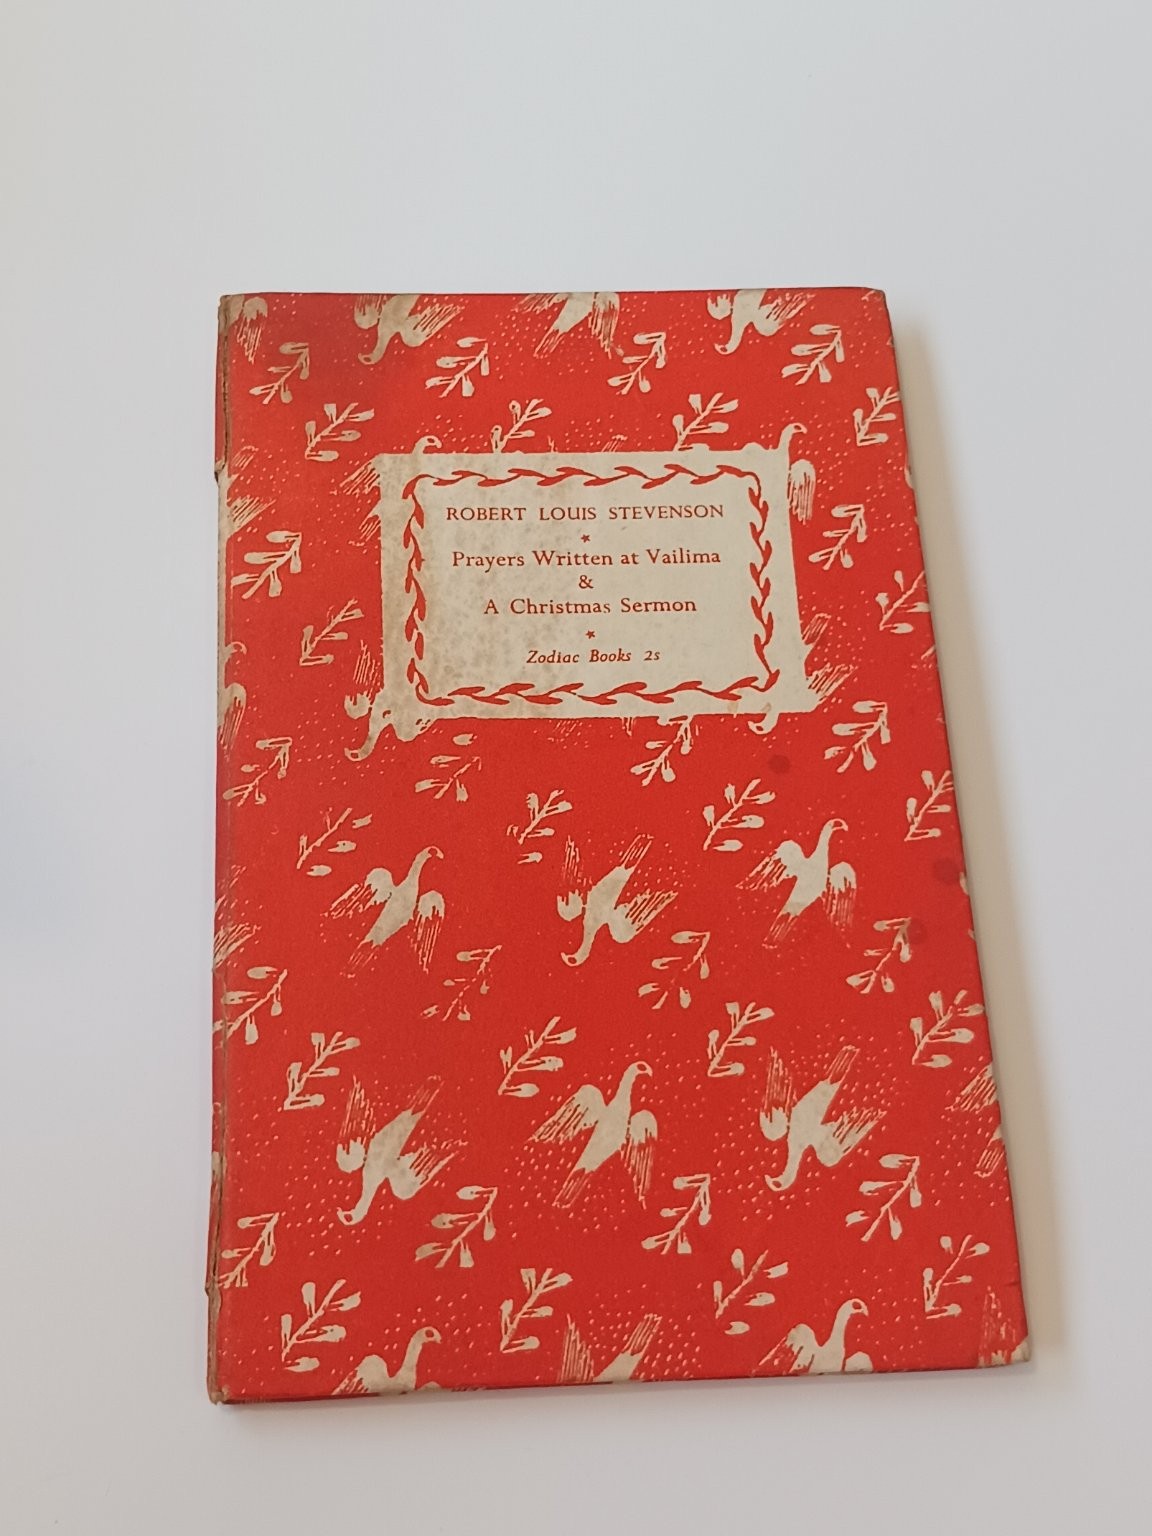 ROBERT LOUIS STEVENSON
Prayers Written at Vailima
&
A Christmas Sermon
Zodiac Books 2s